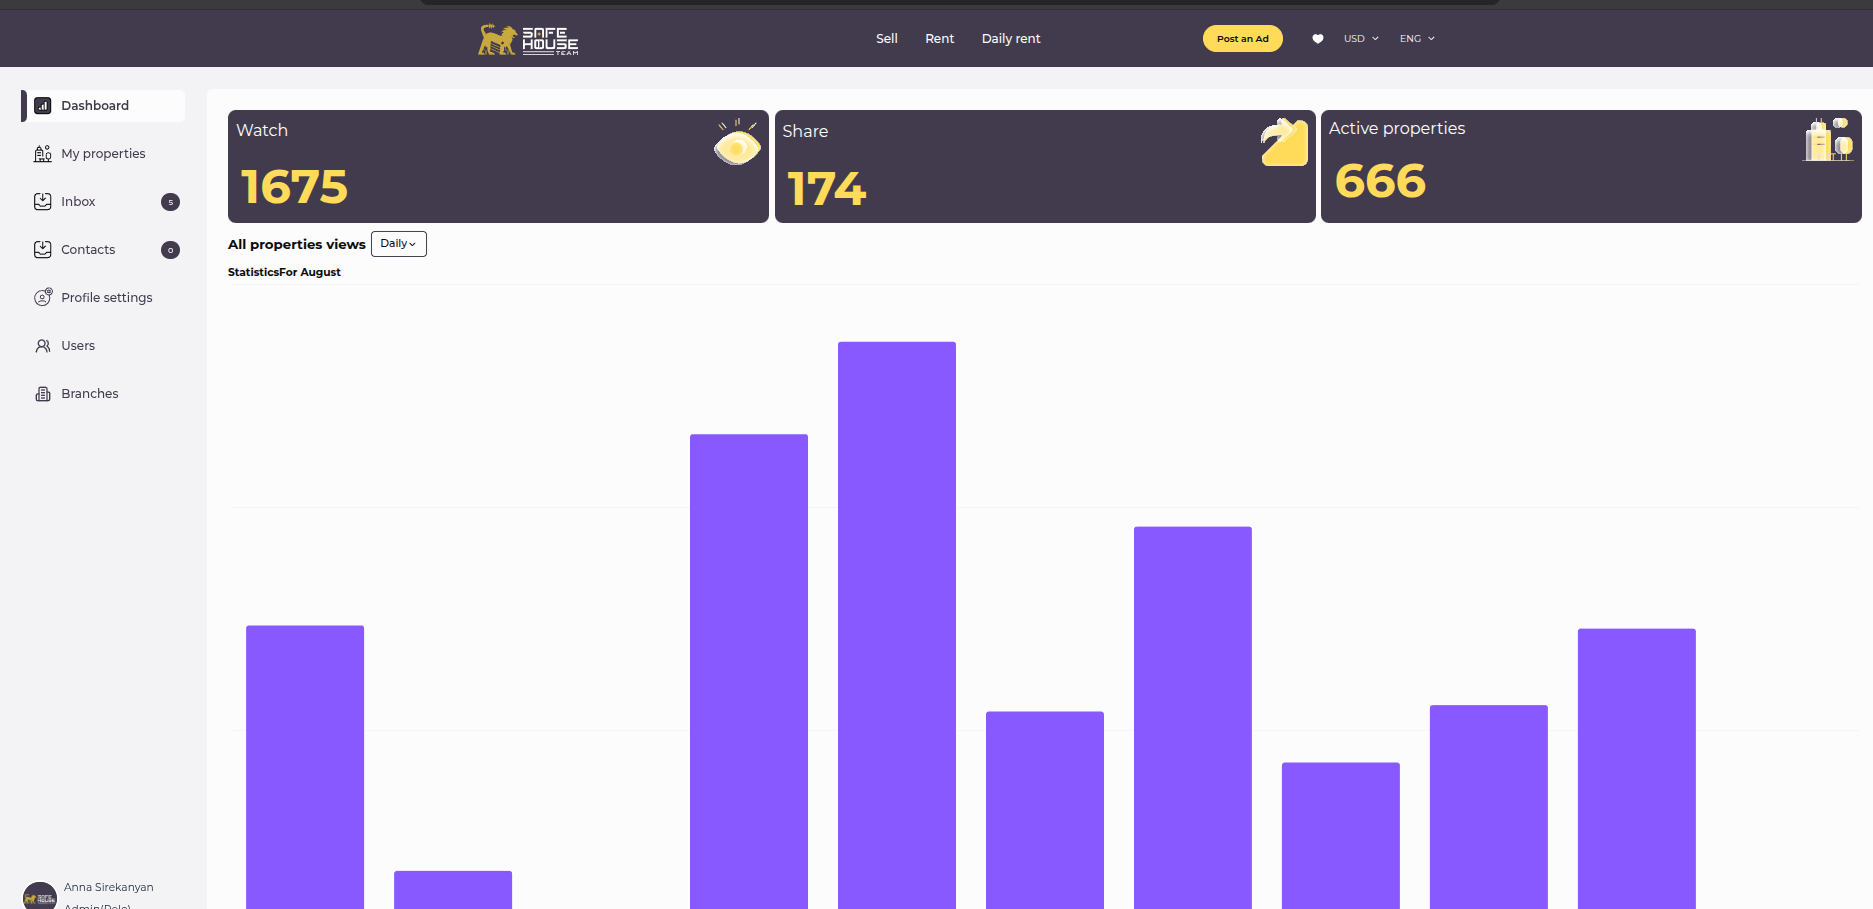 SAFE
HOUSE
TEAM
Sell
Rent
Daily rent
Post an Ad
USD
ENG
Dashboard
My properties
Inbox
5
Contacts
0
Profile settings
Users
Branches
Watch
1675
Share
174
Active properties
666
All properties views
Daily
StatisticsFor August
Anna Sirekanyan
Admin(Role)